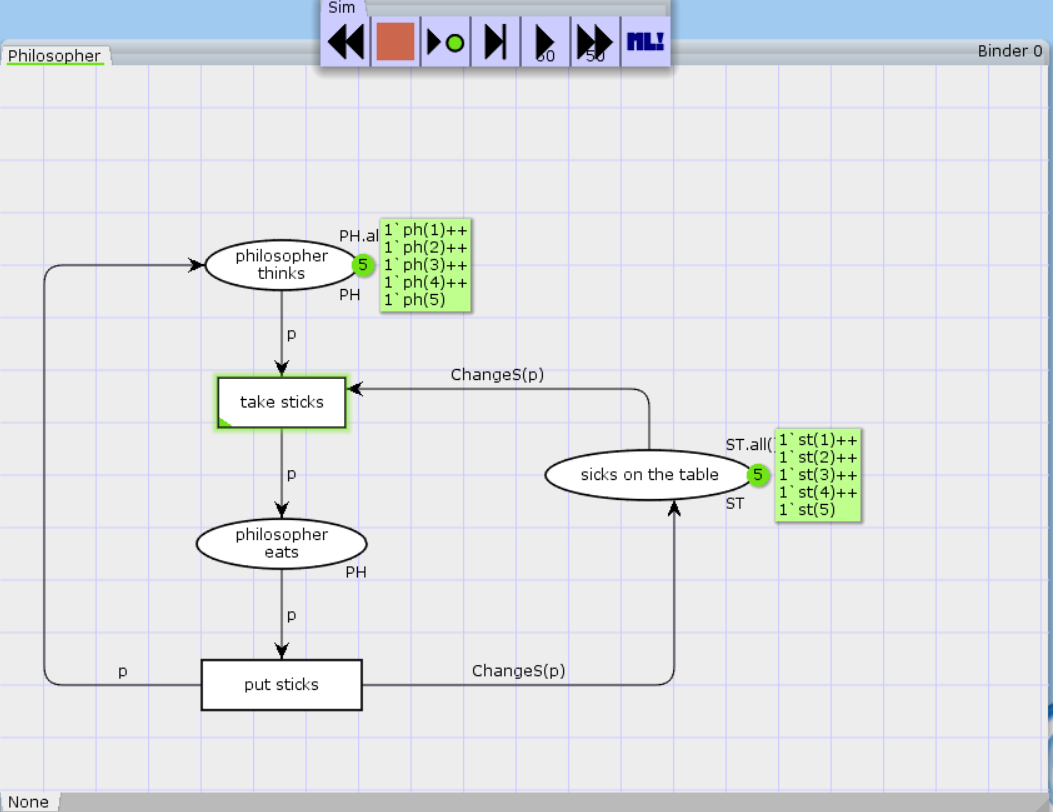 Sim
50
50
ML!
Philosopher
Binder 0
PH.al
1`ph(1)++
1`ph(2)++
1`ph(3)++
1`ph(4)++
1`ph(5)
philosopher
thinks
5
PH
p
ChangeS(p)
take sticks
ST.all(
1`st(1)++
1`st(2)++
1`st(3)++
1`st(4)++
1`st(5)
p
sicks on the table
5
ST
philosopher
eats
PH
p
p
put sticks
ChangeS(p)
None